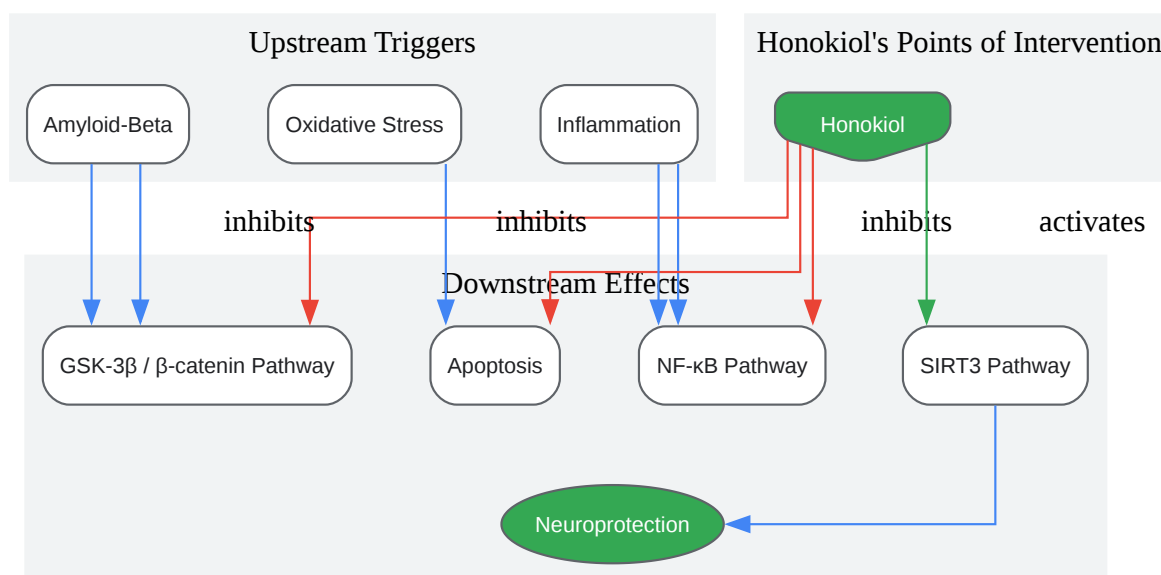 Upstream Triggers
Honokiol's Points of Intervention
Amyloid-Beta
Oxidative Stress
Inflammation
Honokiol
inhibits
inhibits
inhibits
activates
Downstream Effects
GSK-3β / β-catenin Pathway
Apoptosis
NF-κB Pathway
SIRT3 Pathway
Neuroprotection